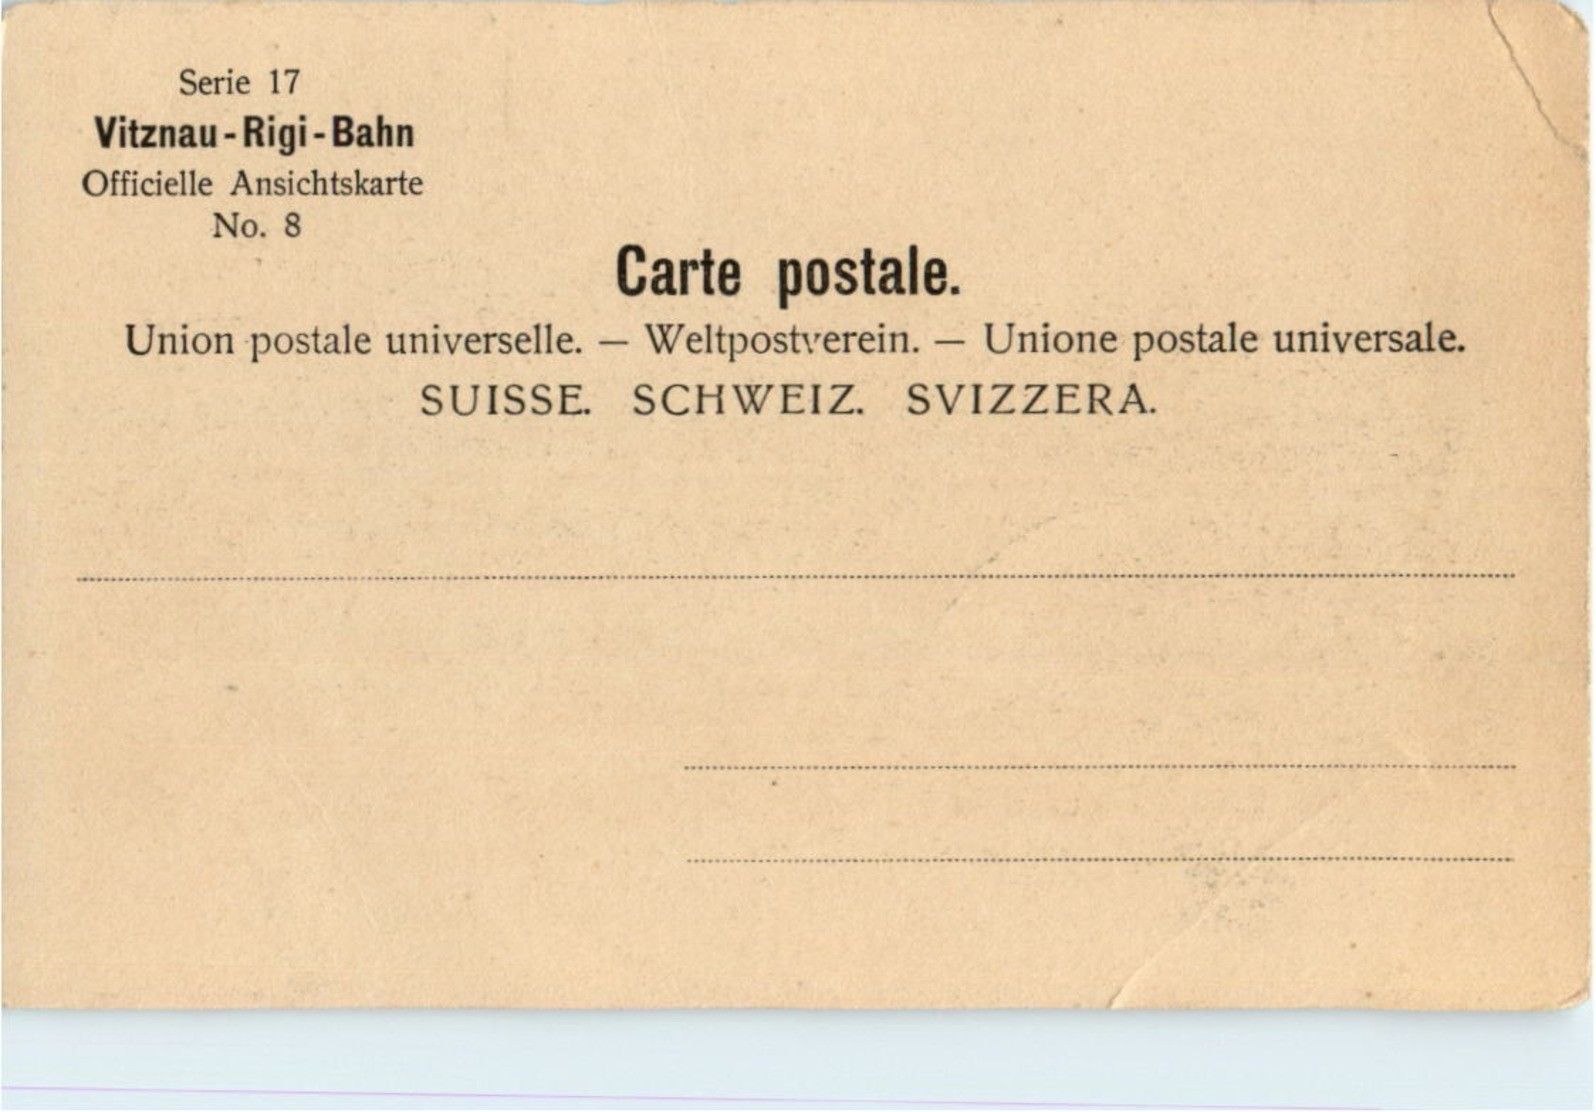 Serie 17
Vitznau-Rigi-Bahn
Officielle Ansichtskarte
No. 8
Carte postale.
Union postale universelle. — Weltpostverein. — Unione postale universale.
SUISSE. SCHWEIZ. SVIZZERA.